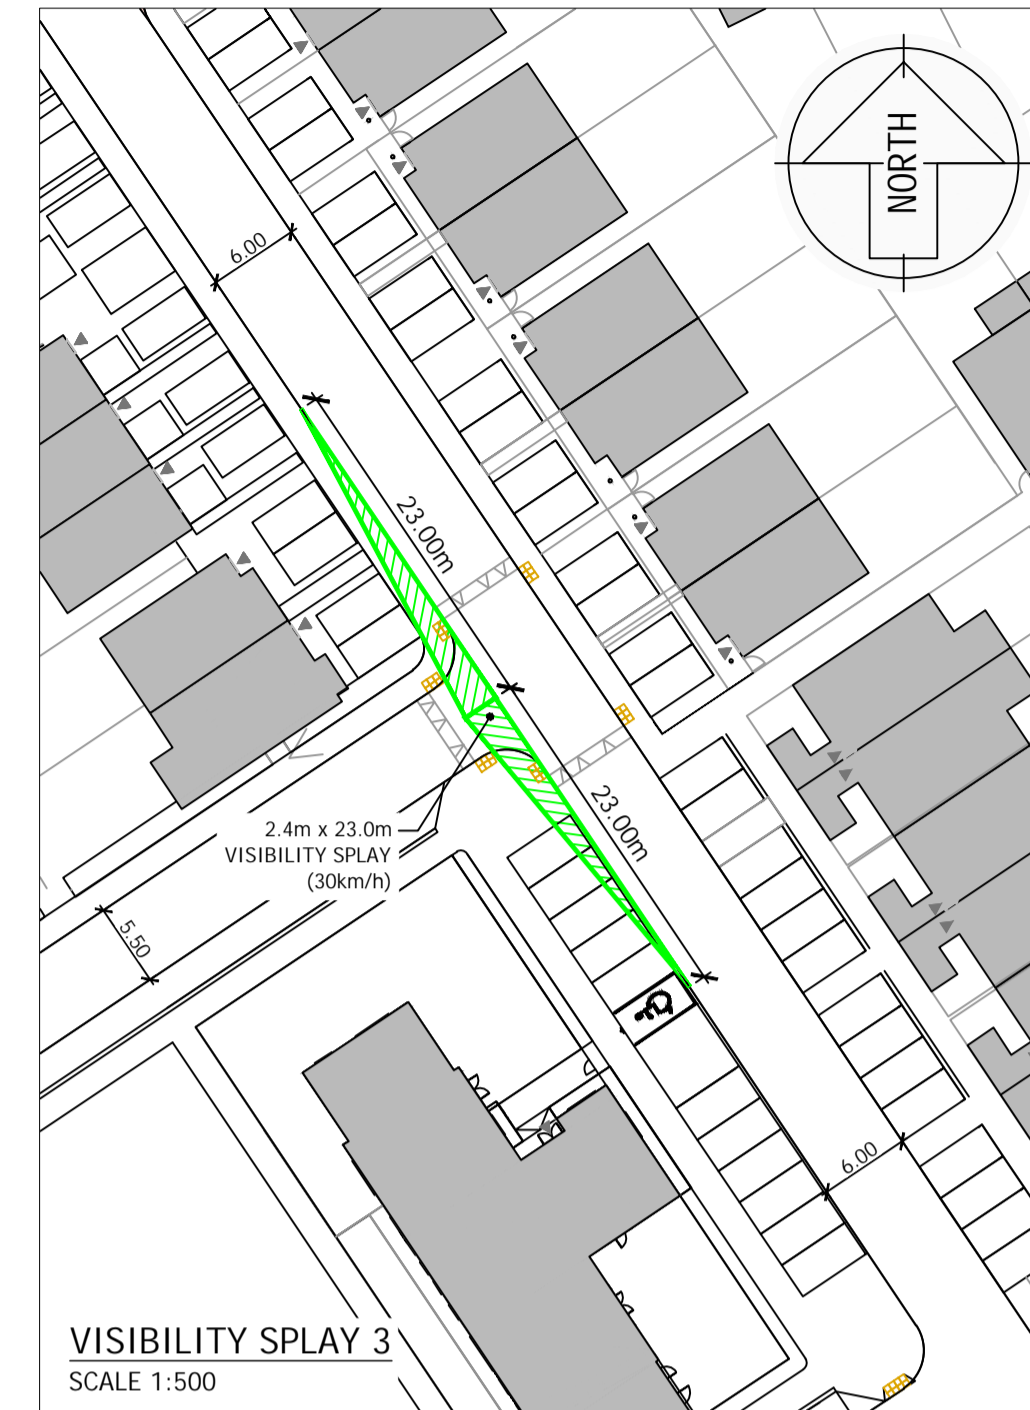 NORTH
6.00
23.00m
23.00m
2.4m x 23.0m
VISIBILITY SPLAY
(30km/h)
5.50
6.00
VISIBILITY SPLAY 3
SCALE 1:500